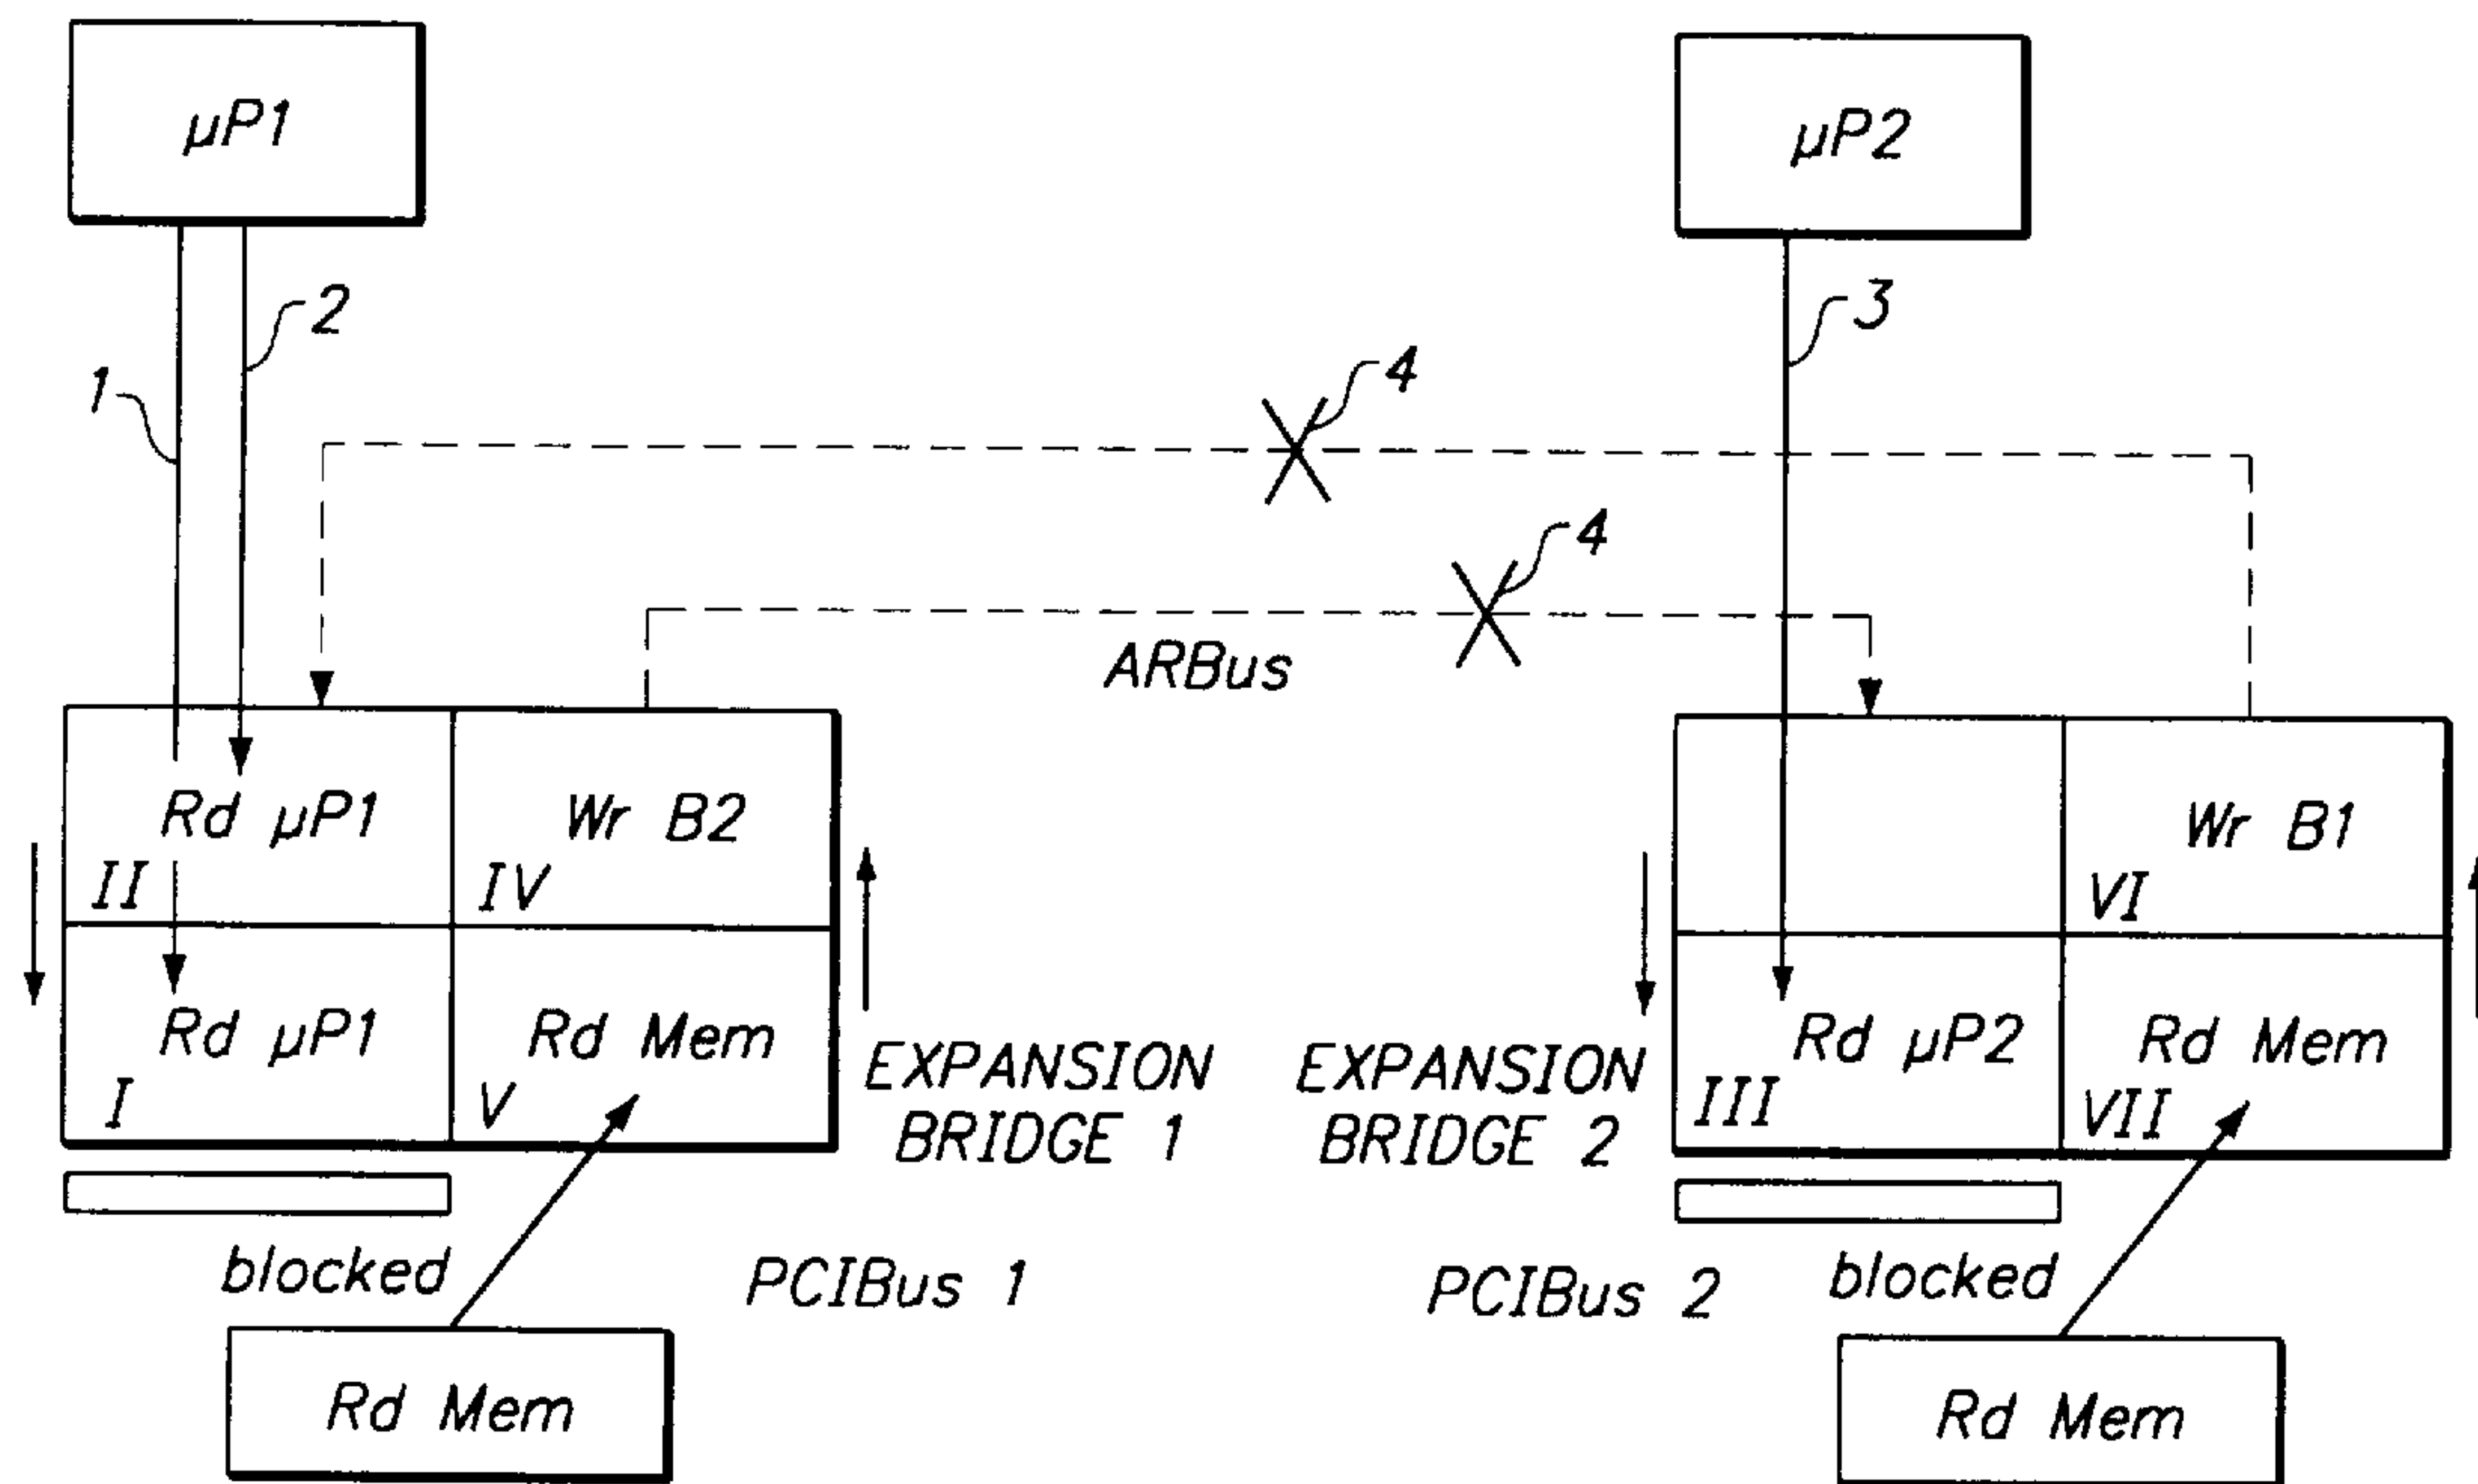 µP1
µP2
2
3
1
4
4
ARBus
Rd µP1
II
Wr B2
IV
Wr B1
VI
Rd µP1
I
Rd Mem
V
EXPANSION
BRIDGE 1
EXPANSION
BRIDGE 2
Rd µP2
III
Rd Mem
VII
blocked
PCIBus 1
PCIBus 2
blocked
Rd Mem
Rd Mem